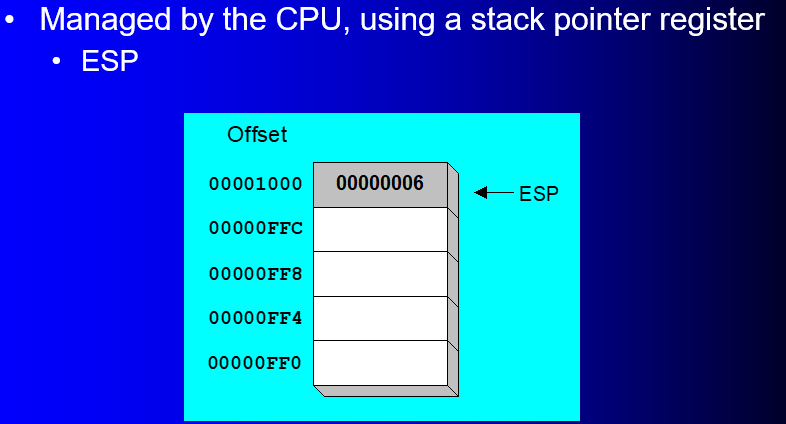 • Managed by the CPU, using a stack pointer register
• ESP
Offset
00001000 00000006 ESP
00000FFC
00000FF8
00000FF4
00000FF0